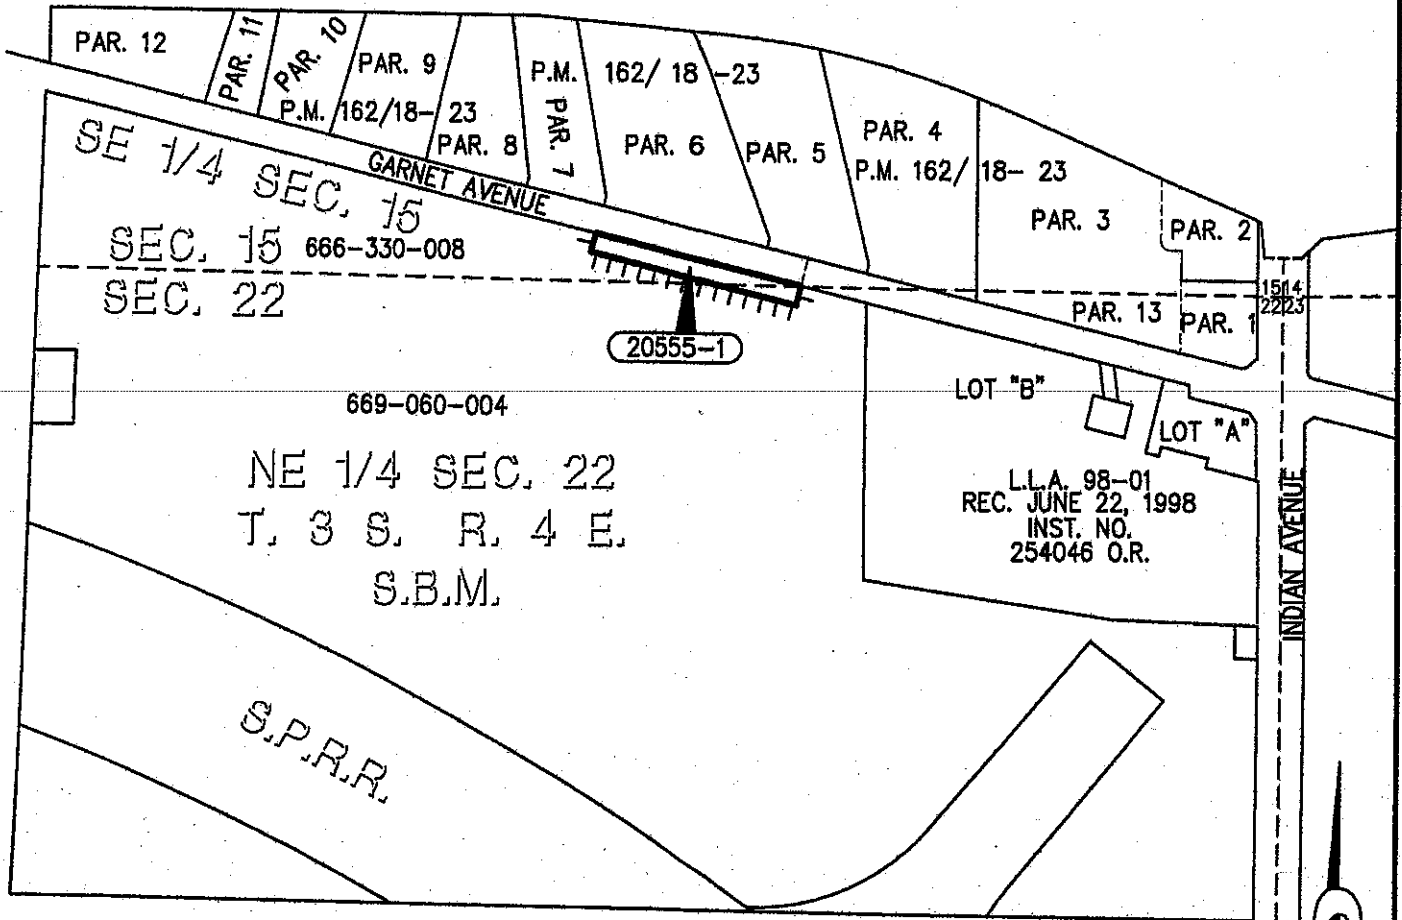 PAR. 12
PAR. 11
PAR. 10
PAR. 9
P.M. 162/18- 23
PAR. 8
P.M. 162/ 18 -23
PAR. 7
PAR. 6
PAR. 5
PAR. 4
P.M. 162/ 18- 23
PAR. 3
PAR. 2
GARNET AVENUE
SE 1/4 SEC. 15
SEC. 15
666-330-008
SEC. 22
15 14
22 23
PAR. 13
PAR. 1
20555-1
669-060-004
LOT "B"
LOT "A"
NE 1/4 SEC. 22
T. 3 S. R. 4 E.
S.B.M.
L.L.A. 98-01
REC. JUNE 22, 1998
INST. NO.
254046 O.R.
INDIAN AVENUE
S.P.R.R.